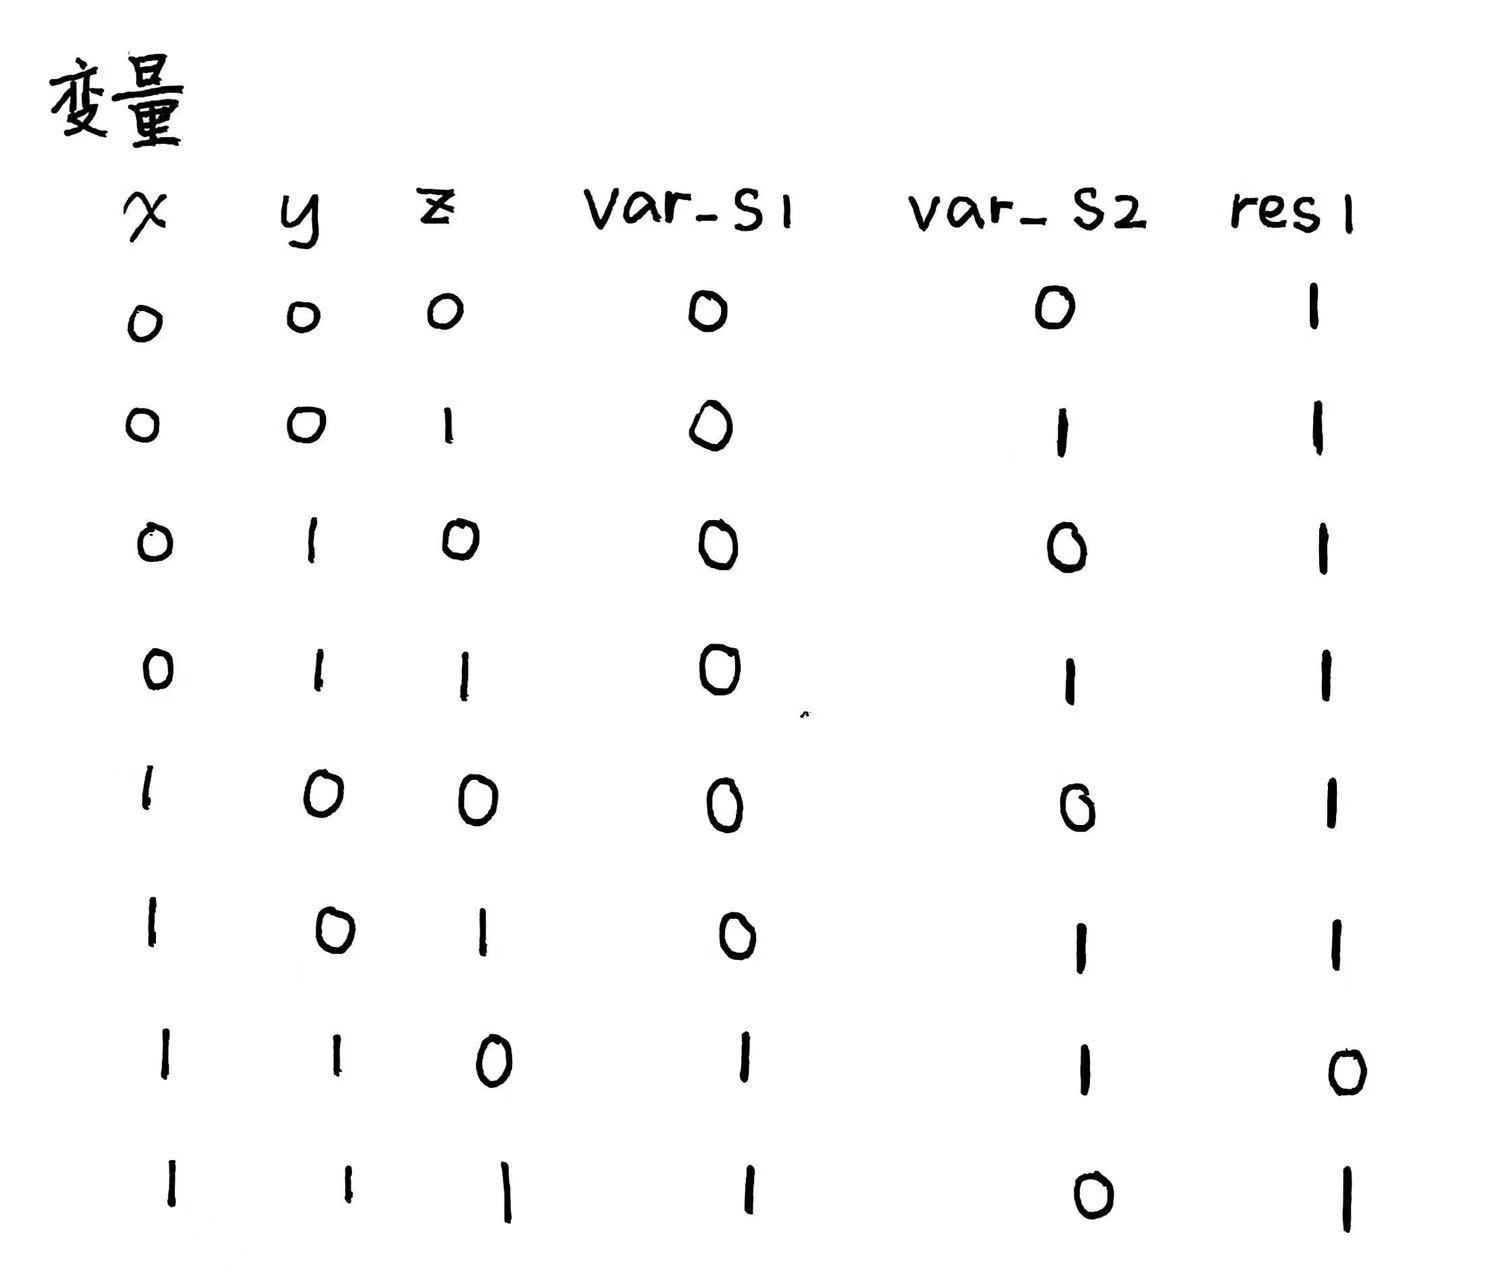 变量
x y z var_S1 var_S2 res1
0 0 0 0 0 1
0 0 1 0 1 1
0 1 0 0 0 1
0 1 1 0 1 1
1 0 0 0 0 1
1 0 1 0 1 1
1 1 0 1 1 0
1 1 1 1 0 1